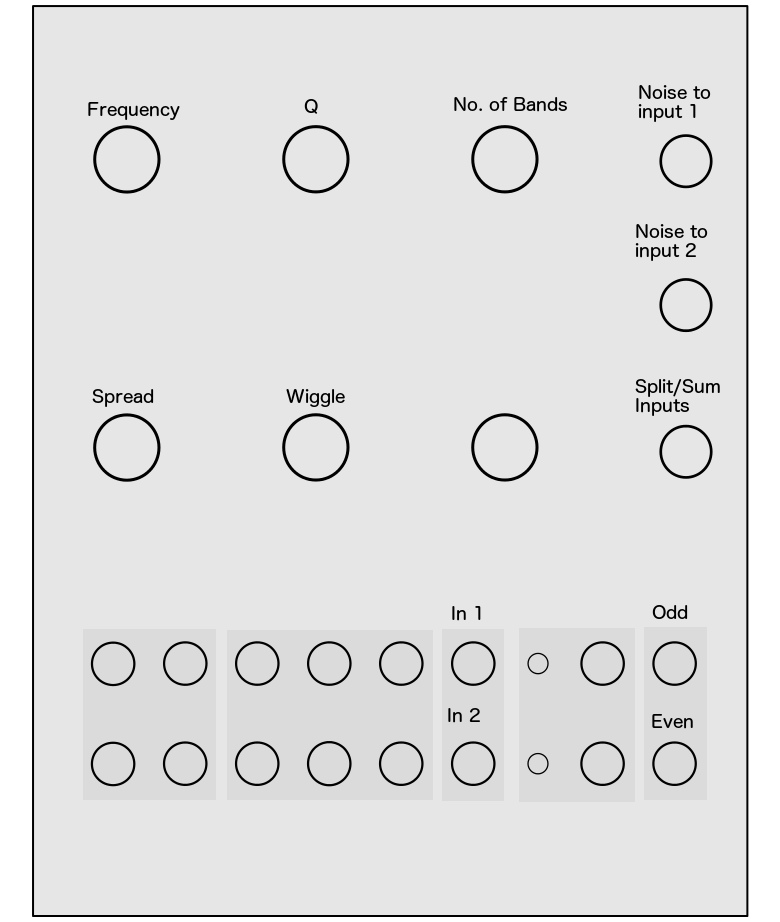 Frequency
Q
No. of Bands
Noise to
input 1
Noise to
input 2
Spread
Wiggle
Split/Sum
Inputs
In 1
Odd
In 2
Even